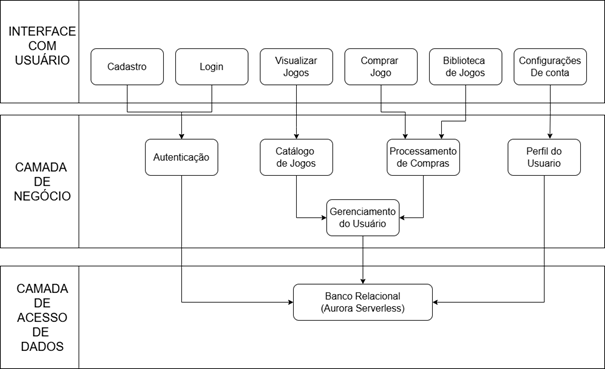 INTERFACE
COM
USUÁRIO
Cadastro
Login
Visualizar
Jogos
Comprar
Jogo
Biblioteca
de Jogos
Configurações
De conta
CAMADA
DE
NEGÓCIO
Autenticação
Catálogo
de Jogos
Processamento
de Compras
Perfil do
Usuario
Gerenciamento
do Usuário
CAMADA
DE
ACESSO
DE
DADOS
Banco Relacional
(Aurora Serverless)